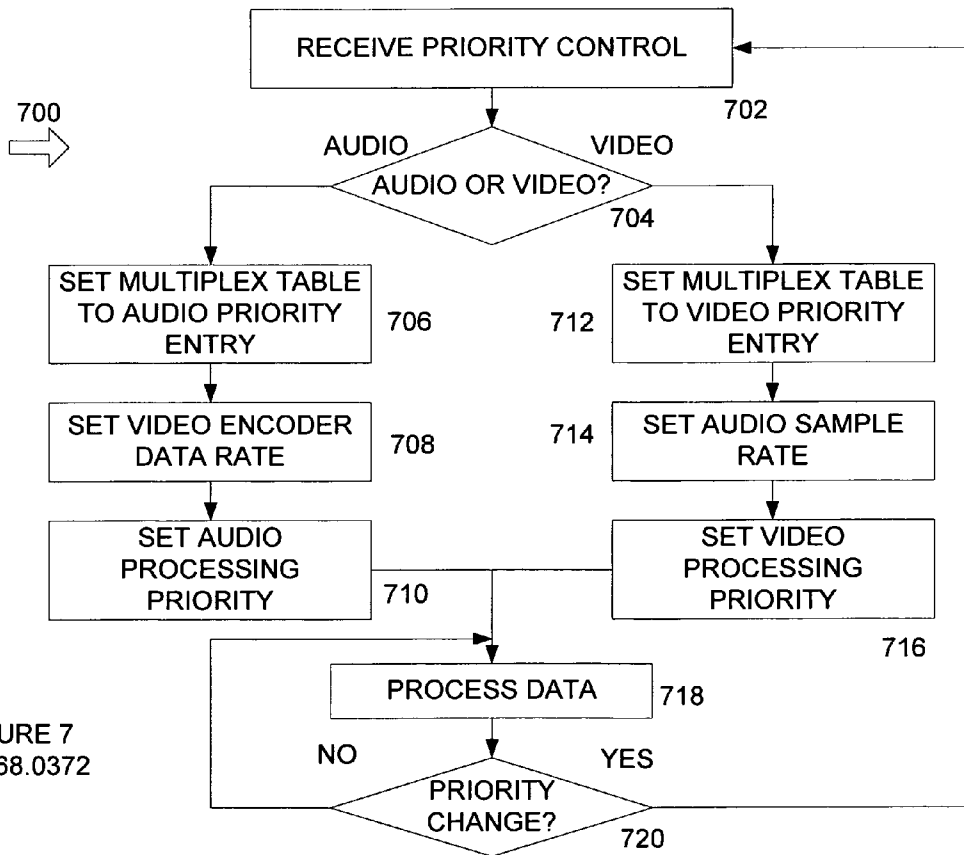 RECEIVE PRIORITY CONTROL
702
700
AUDIO
VIDEO
AUDIO OR VIDEO?
704
SET MULTIPLEX TABLE
TO AUDIO PRIORITY
ENTRY
706
712
SET MULTIPLEX TABLE
TO VIDEO PRIORITY
ENTRY
SET VIDEO ENCODER
DATA RATE
708
714
SET AUDIO SAMPLE
RATE
SET AUDIO
PROCESSING
PRIORITY
710
SET VIDEO
PROCESSING
PRIORITY
716
PROCESS DATA
718
URE 7
68.0372
NO
YES
PRIORITY
CHANGE?
720